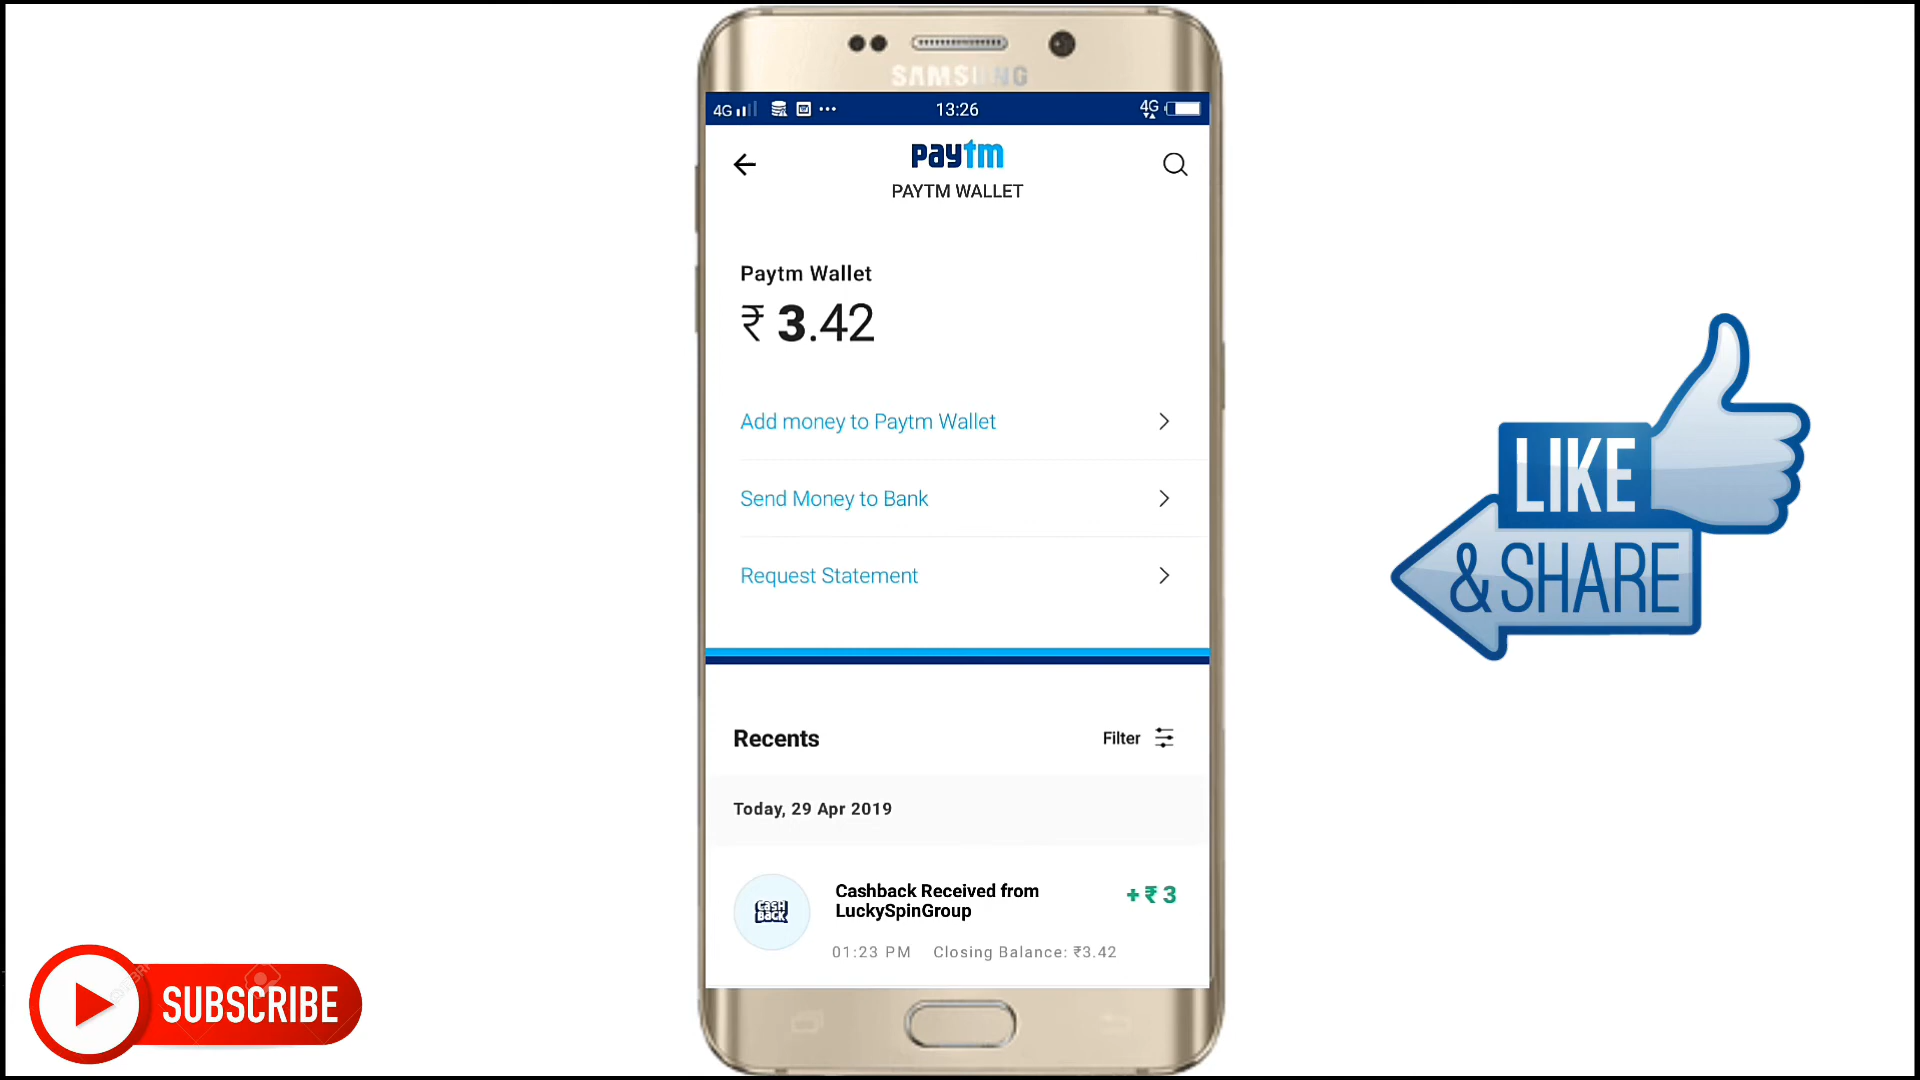 SAMSUNG
4G 13:26 4G
paytm
PAYTM WALLET
Paytm Wallet
₹ 3.42
Add money to Paytm Wallet
Send Money to Bank
Request Statement
LIKE
& SHARE
Recents
Filter
Today, 29 Apr 2019
CASH
BACK
Cashback Received from
LuckySpinGroup
+ ₹ 3
01:23 PM Closing Balance: ₹3.42
SUBSCRIBE